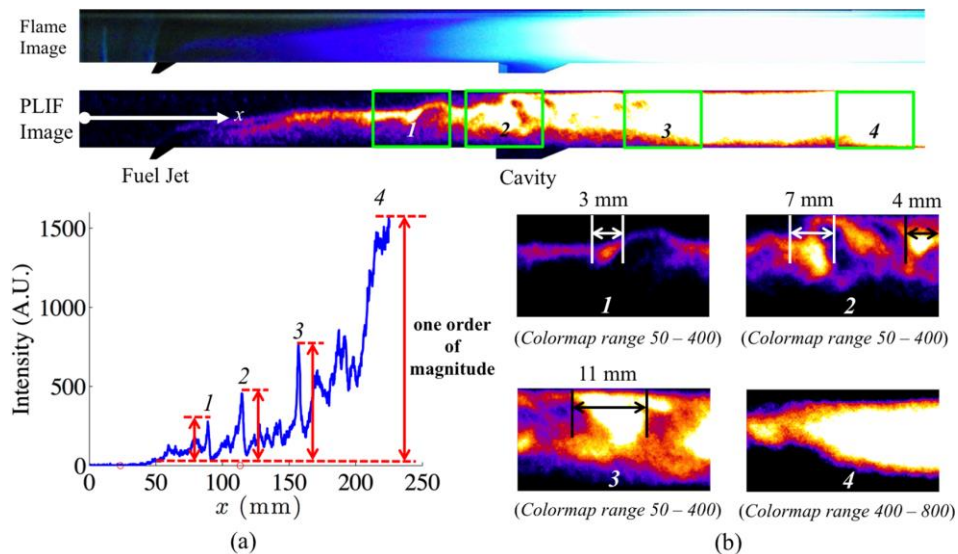 Flame
Image
PLIF
Image
x
1
2
3
4
Fuel Jet
Cavity
Intensity (A.U.)
1500
1000
500
0
0
50
100
150
200
250
x (mm)
1
2
3
4
one order
of
magnitude
(a)
3 mm
1
(Colormap range 50 – 400)
7 mm
4 mm
2
(Colormap range 50 – 400)
11 mm
3
(Colormap range 50 – 400)
4
(Colormap range 400 – 800)
(b)